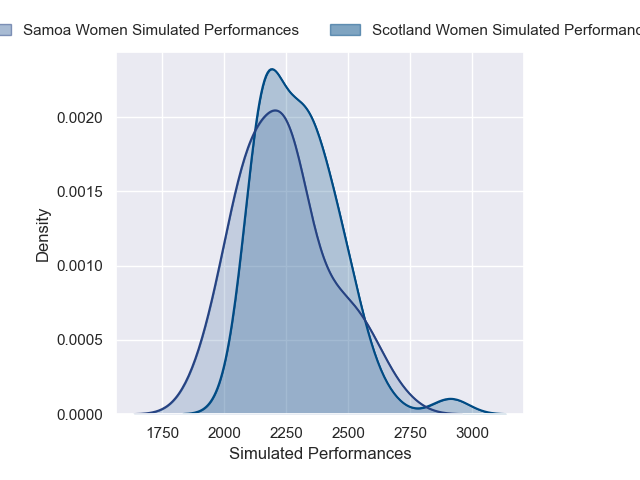 Samoa Women Simulated Performances
Scotland Women Simulated
0.0020
0.0015
0.0010
0.0005
0.0000
Density
1750 2000 2250 2500 2750 3000
Simulated Performances